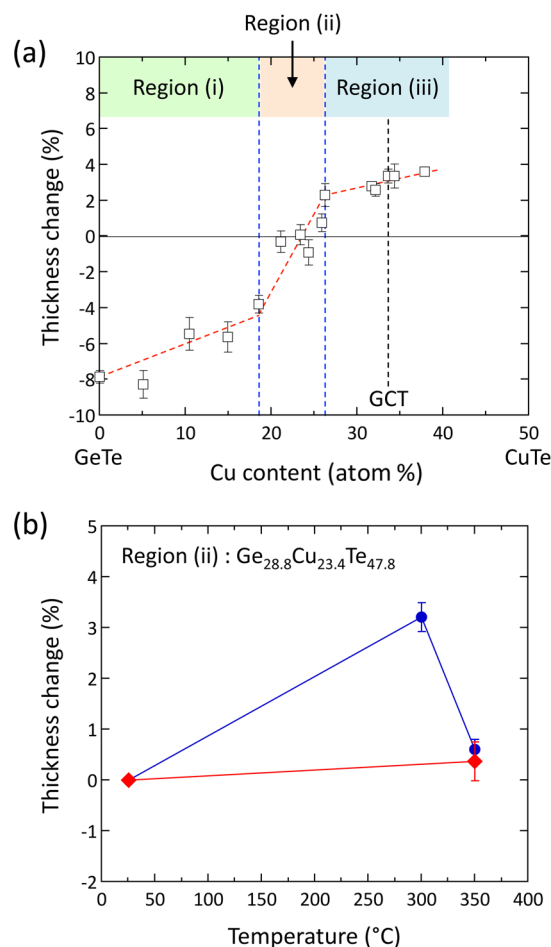 (a)
Region (ii)
Region (i)
Region (iii)
Thickness change (%)
10
8
6
4
2
0
-2
-4
-6
-8
-10
GCT
0
10
20
30
40
50
GeTe
Cu content (atom %)
CuTe
(b)
Region (ii) : Ge28.8Cu23.4Te47.8
Thickness change (%)
5
4
3
2
1
0
-1
-2
0
50
100
150
200
250
300
350
400
Temperature (°C)